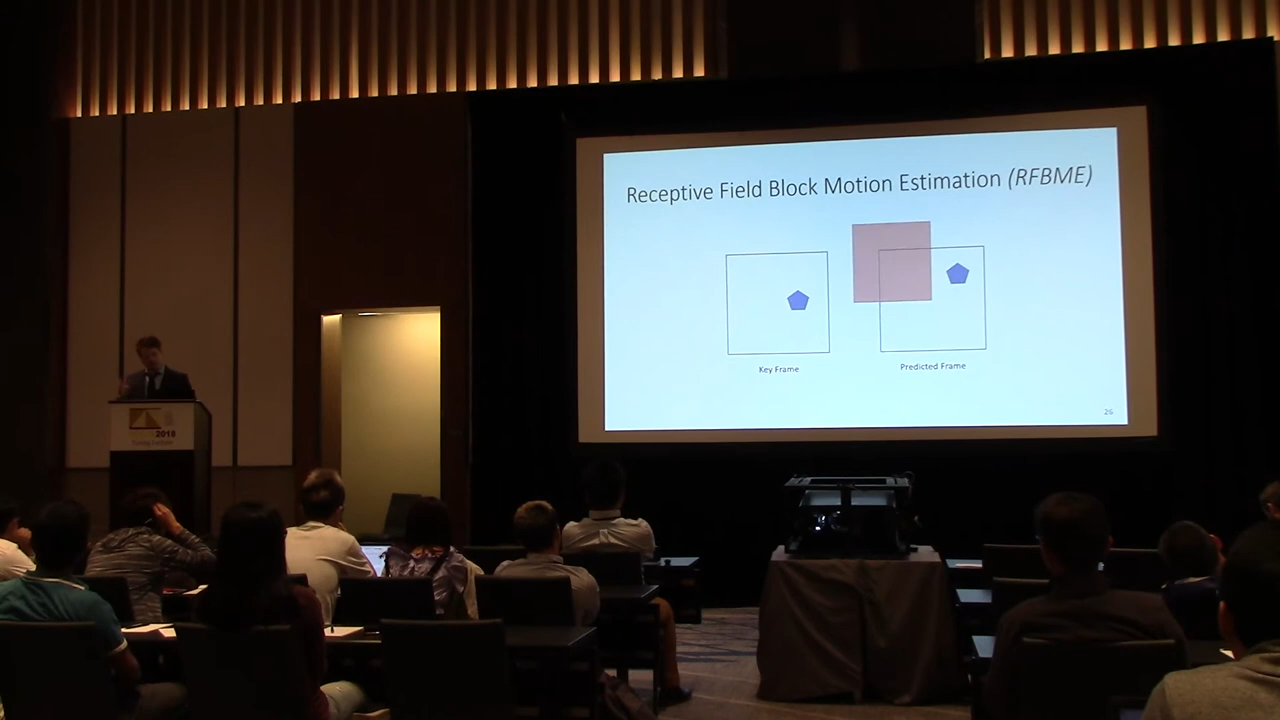 Receptive Field Block Motion Estimation (RFBME)
Key Frame
Predicted Frame
26
2018